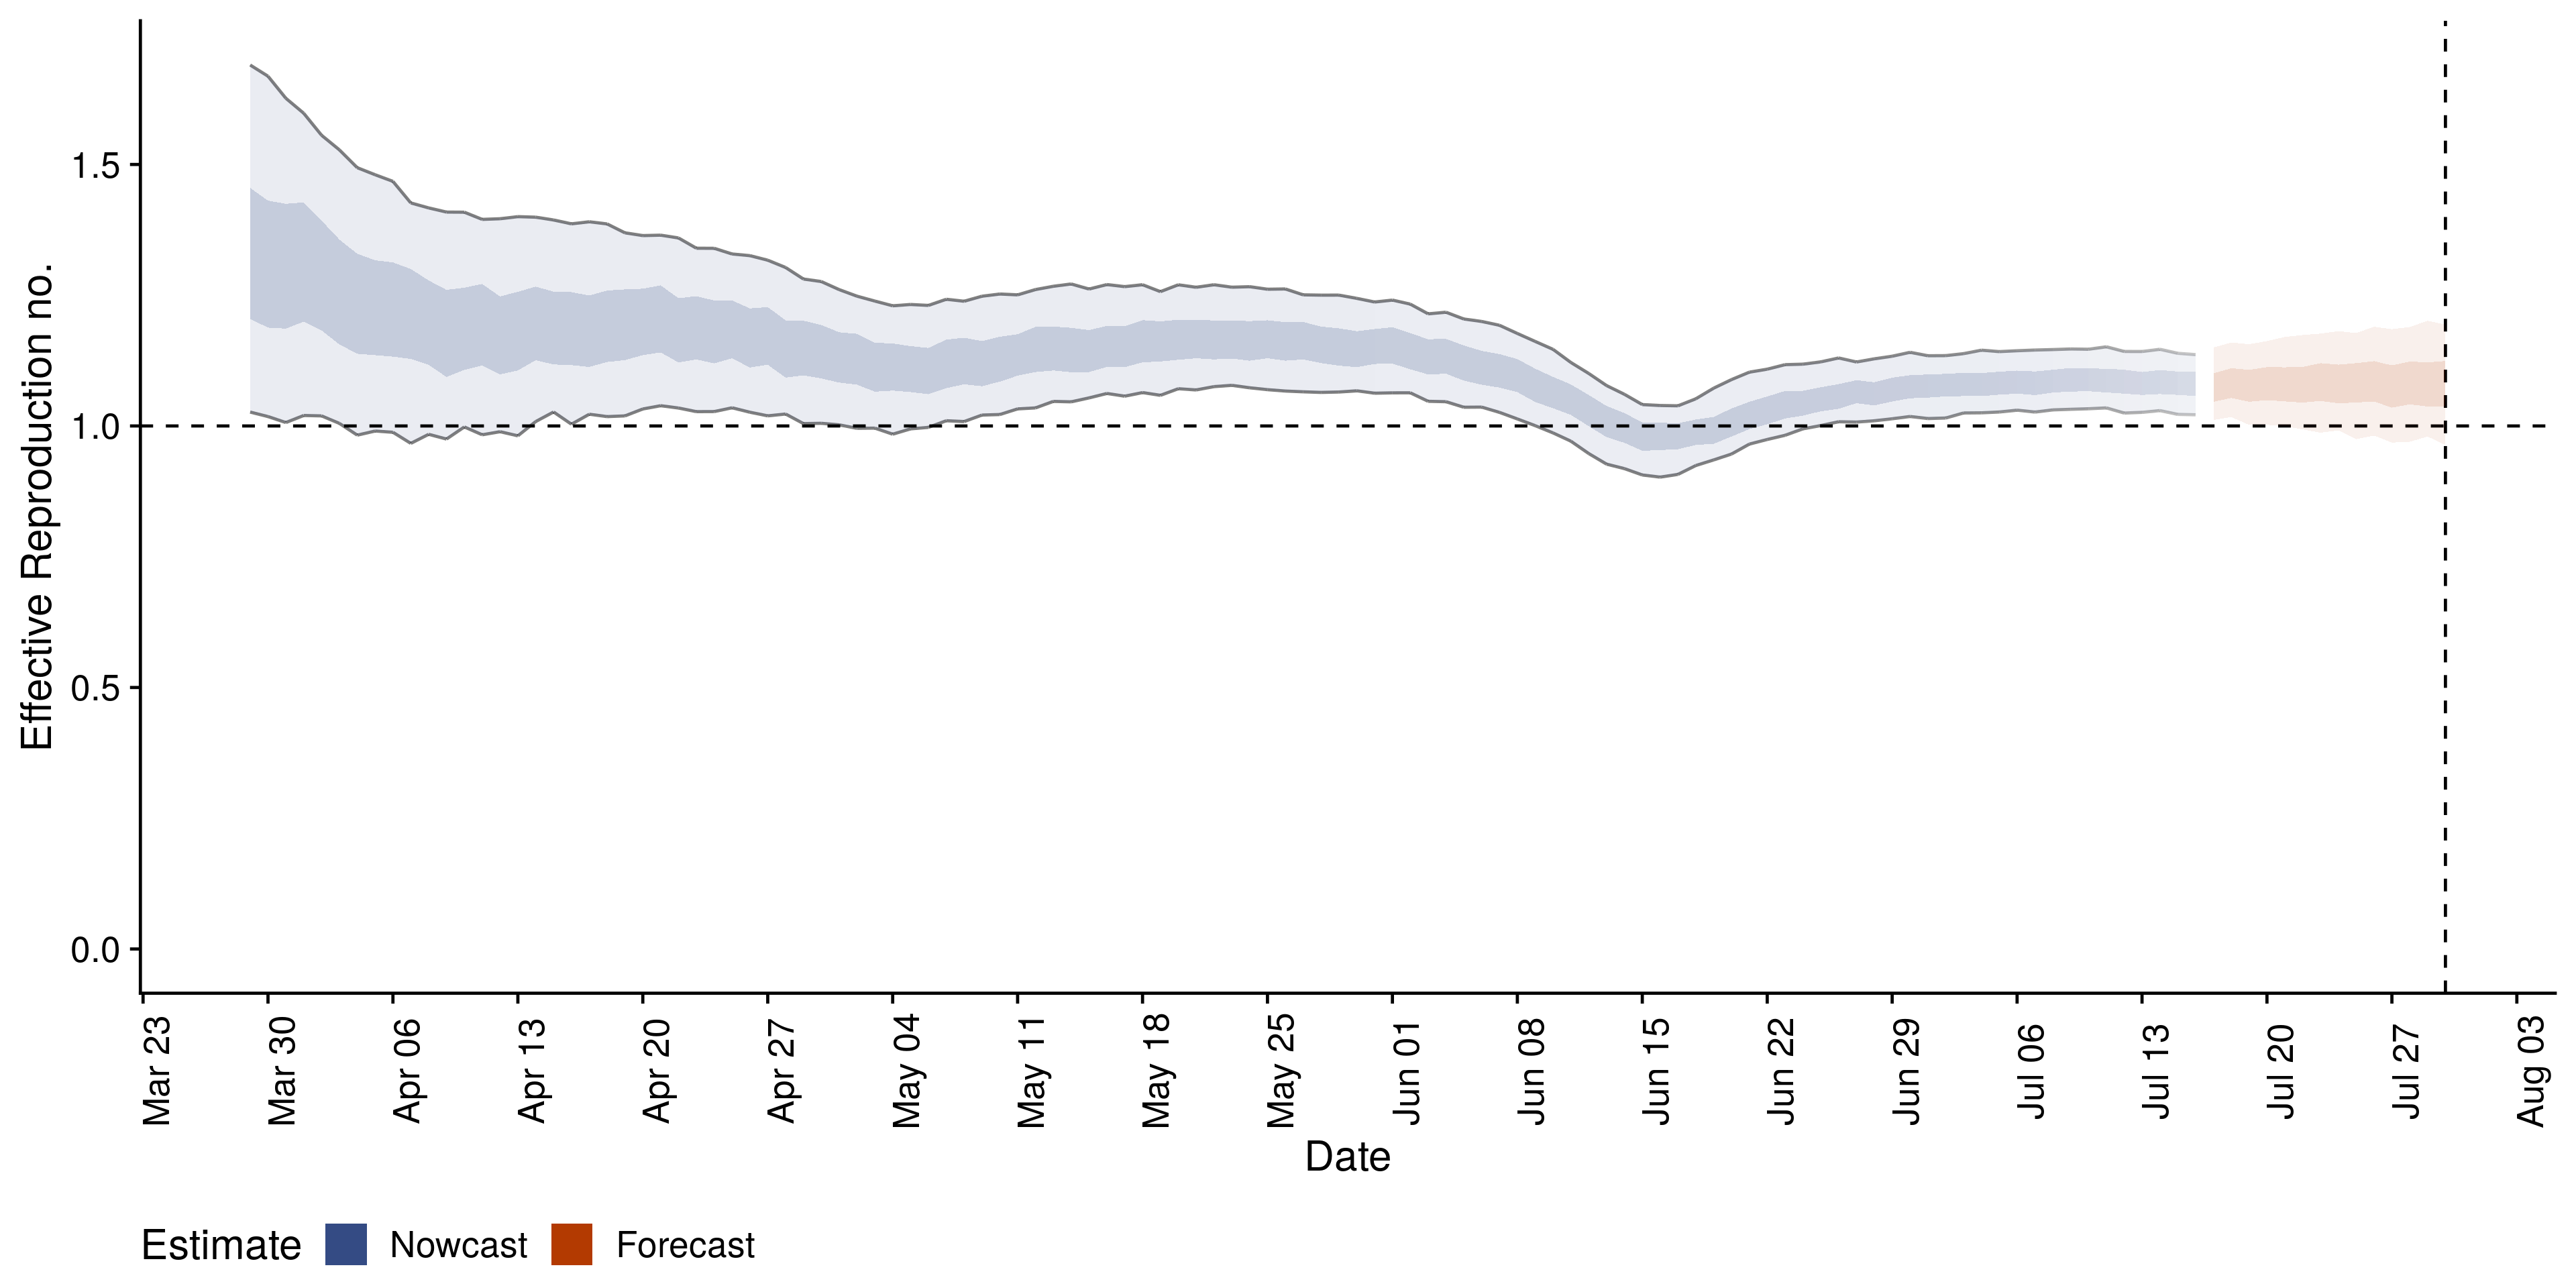 Effective Reproduction no.
1.5
1.0
0.5
0.0
Mar 23
Mar 30
Apr 06
Apr 13
Apr 20
Apr 27
May 04
May 11
May 18
May 25
Jun 01
Jun 08
Jun 15
Jun 22
Jun 29
Jul 06
Jul 13
Jul 20
Jul 27
Aug 03
Date
Estimate Nowcast Forecast